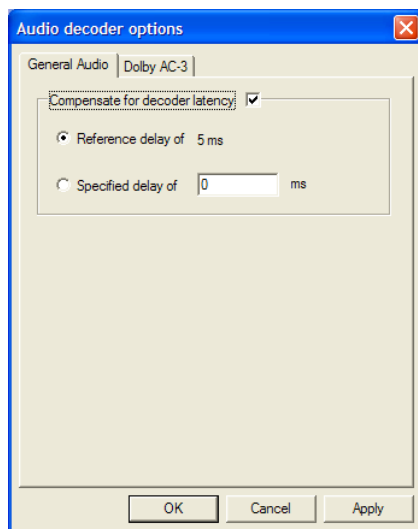 Audio decoder options
General Audio
Dolby AC-3
Compensate for decoder latency
Reference delay of 5 ms
Specified delay of 0 ms
OK
Cancel
Apply